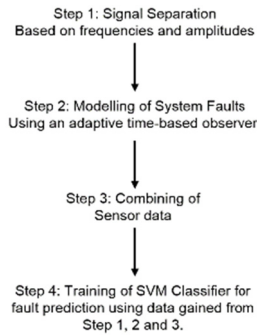 Step 1: Signal Separation
Based on frequencies and amplitudes
Step 2: Modelling of System Faults
Using an adaptive time-based observer
Step 3: Combining of
Sensor data
Step 4: Training of SVM Classifier for
fault prediction using data gained from
Step 1, 2 and 3.